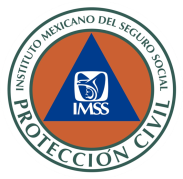 INSTITUTO MEXICANO DEL SEGURO SOCIAL
IMSS
PROTECCIÓN CIVIL